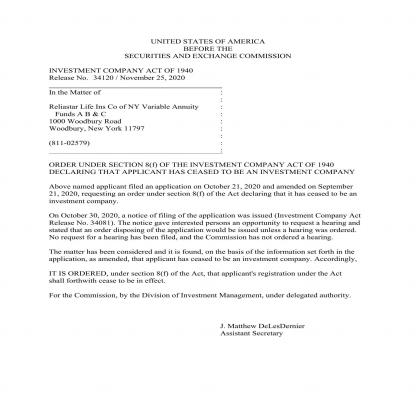 UNITED STATES OF AMERICA
BEFORE THE
SECURITIES AND EXCHANGE COMMISSION
INVESTMENT COMPANY ACT OF 1940
Release No. 34120 / November 25, 2020
In the Matter of :
:
Reliastar Life Ins Co of NY Variable Annuity :
Funds A B & C :
1000 Woodbury Road :
Woodbury, New York 11797 :
:
(811-02579) :
:
ORDER UNDER SECTION 8(f) OF THE INVESTMENT COMPANY ACT OF 1940
DECLARING THAT APPLICANT HAS CEASED TO BE AN INVESTMENT COMPANY
Above named applicant filed an application on October 21, 2020 and amended on September
21, 2020, requesting an order under section 8(f) of the Act declaring that it has ceased to be an
investment company.
On October 30, 2020, a notice of filing of the application was issued (Investment Company Act
Release No. 34081). The notice gave interested persons an opportunity to request a hearing and
stated that an order disposing of the application would be issued unless a hearing was ordered.
No request for a hearing has been filed, and the Commission has not ordered a hearing.
The matter has been considered and it is found, on the basis of the information set forth in the
application, as amended, that applicant has ceased to be an investment company. Accordingly,
IT IS ORDERED, under section 8(f) of the Act, that applicant's registration under the Act
shall forthwith cease to be in effect.
For the Commission, by the Division of Investment Management, under delegated authority.
J. Matthew DeLesDernier
Assistant Secretary